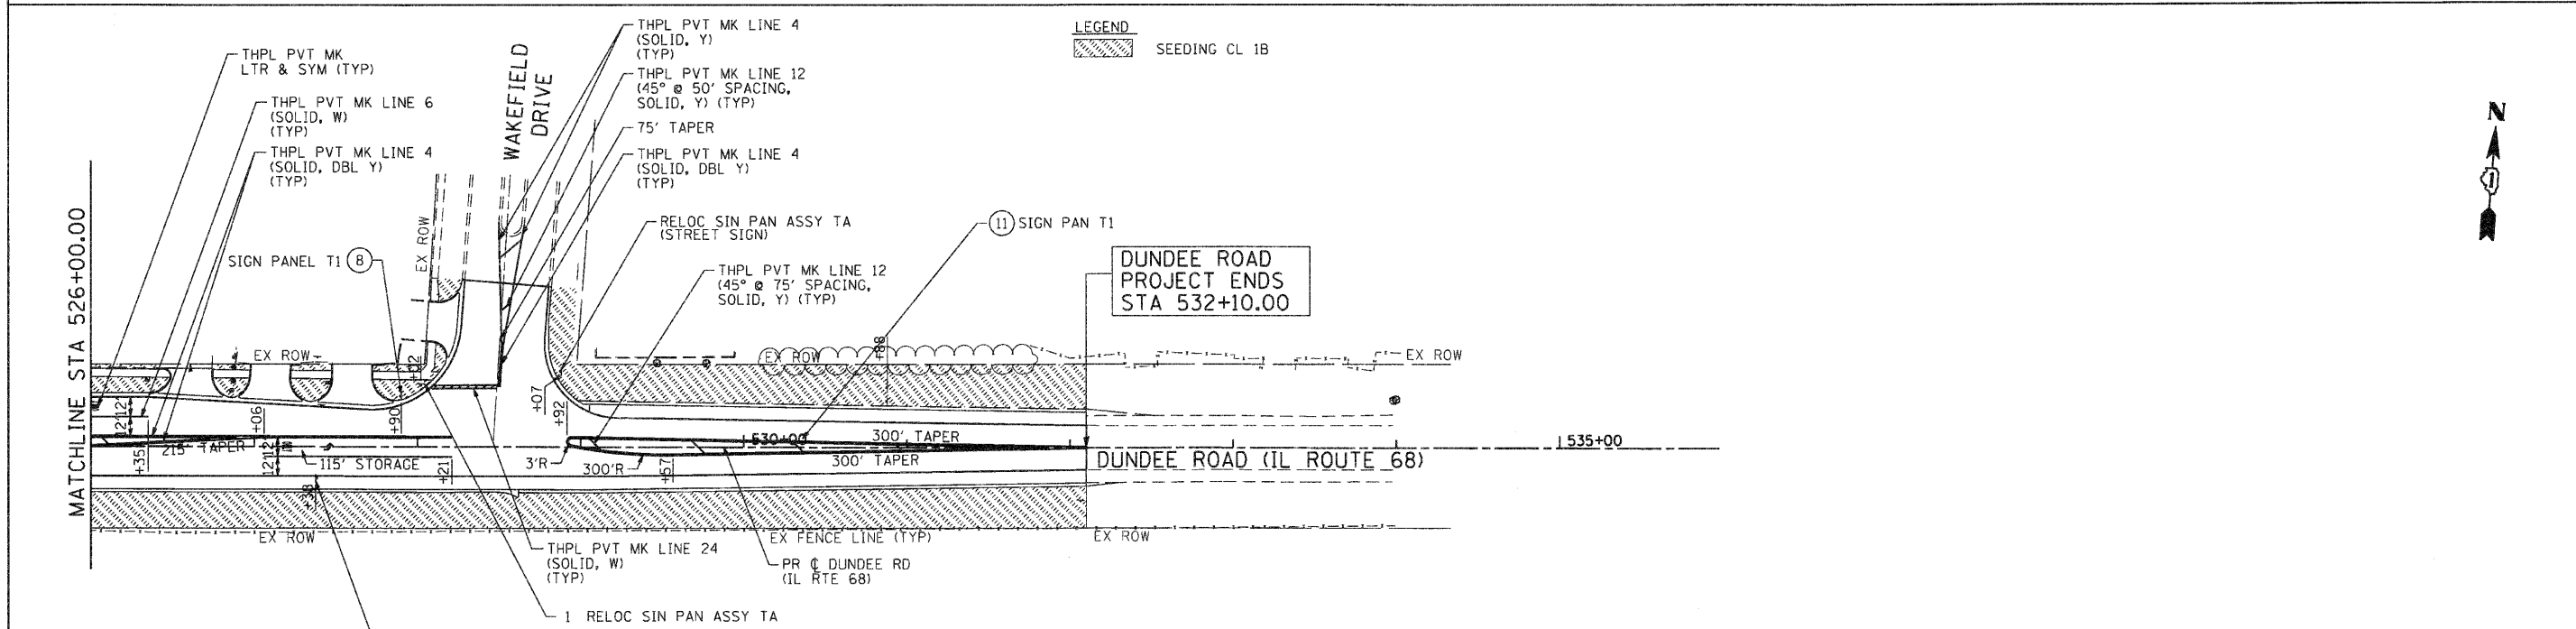 THPL PVT MK LINE 4
(SOLID, Y)
(TYP)
LEGEND
SEEDING CL 1B
THPL PVT MK
LTR & SYM (TYP)
WAKEFIELD
DRIVE
THPL PVT MK LINE 12
(45° @ 50' SPACING,
SOLID, Y) (TYP)
THPL PVT MK LINE 6
(SOLID, W)
(TYP)
75' TAPER
N
THPL PVT MK LINE 4
(SOLID, DBL Y)
(TYP)
THPL PVT MK LINE 4
(SOLID, DBL Y)
(TYP)
MATCHLINE STA 526+00.00
EX ROW
RELOC SIN PAN ASSY TA
(STREET SIGN)
11 SIGN PAN T1
SIGN PANEL T1 8
THPL PVT MK LINE 12
(45° @ 75' SPACING,
SOLID, Y) (TYP)
DUNDEE ROAD
PROJECT ENDS
STA 532+10.00
EX ROW
+02
EX ROW
+88
EX ROW
12'
12'
+06
+90
+07
+92
215' TAPER
+35
12'
12'
115' STORAGE
+21
+38
3'R
300'R
+57
530+00
300' TAPER
300' TAPER
535+00
DUNDEE ROAD (IL ROUTE 68)
EX ROW
EX FENCE LINE (TYP)
EX ROW
THPL PVT MK LINE 24
(SOLID, W)
(TYP)
PR ℄ DUNDEE RD
(IL RTE 68)
1 RELOC SIN PAN ASSY TA